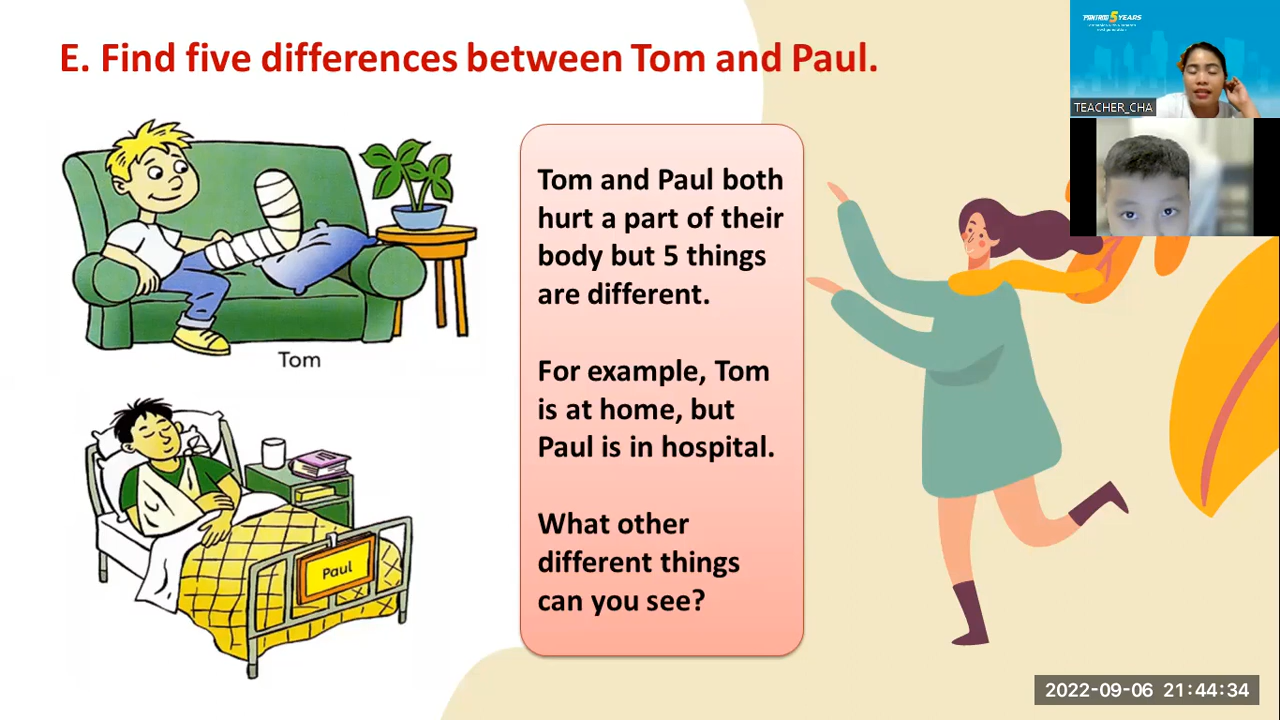 E. Find five differences between Tom and Paul.
5 YEARS
TEACHER_CHA
Tom and Paul both
hurt a part of their
body but 5 things
are different.
For example, Tom
is at home, but
Paul is in hospital.
What other
different things
can you see?
Tom
Paul
2022-09-06 21:44:34